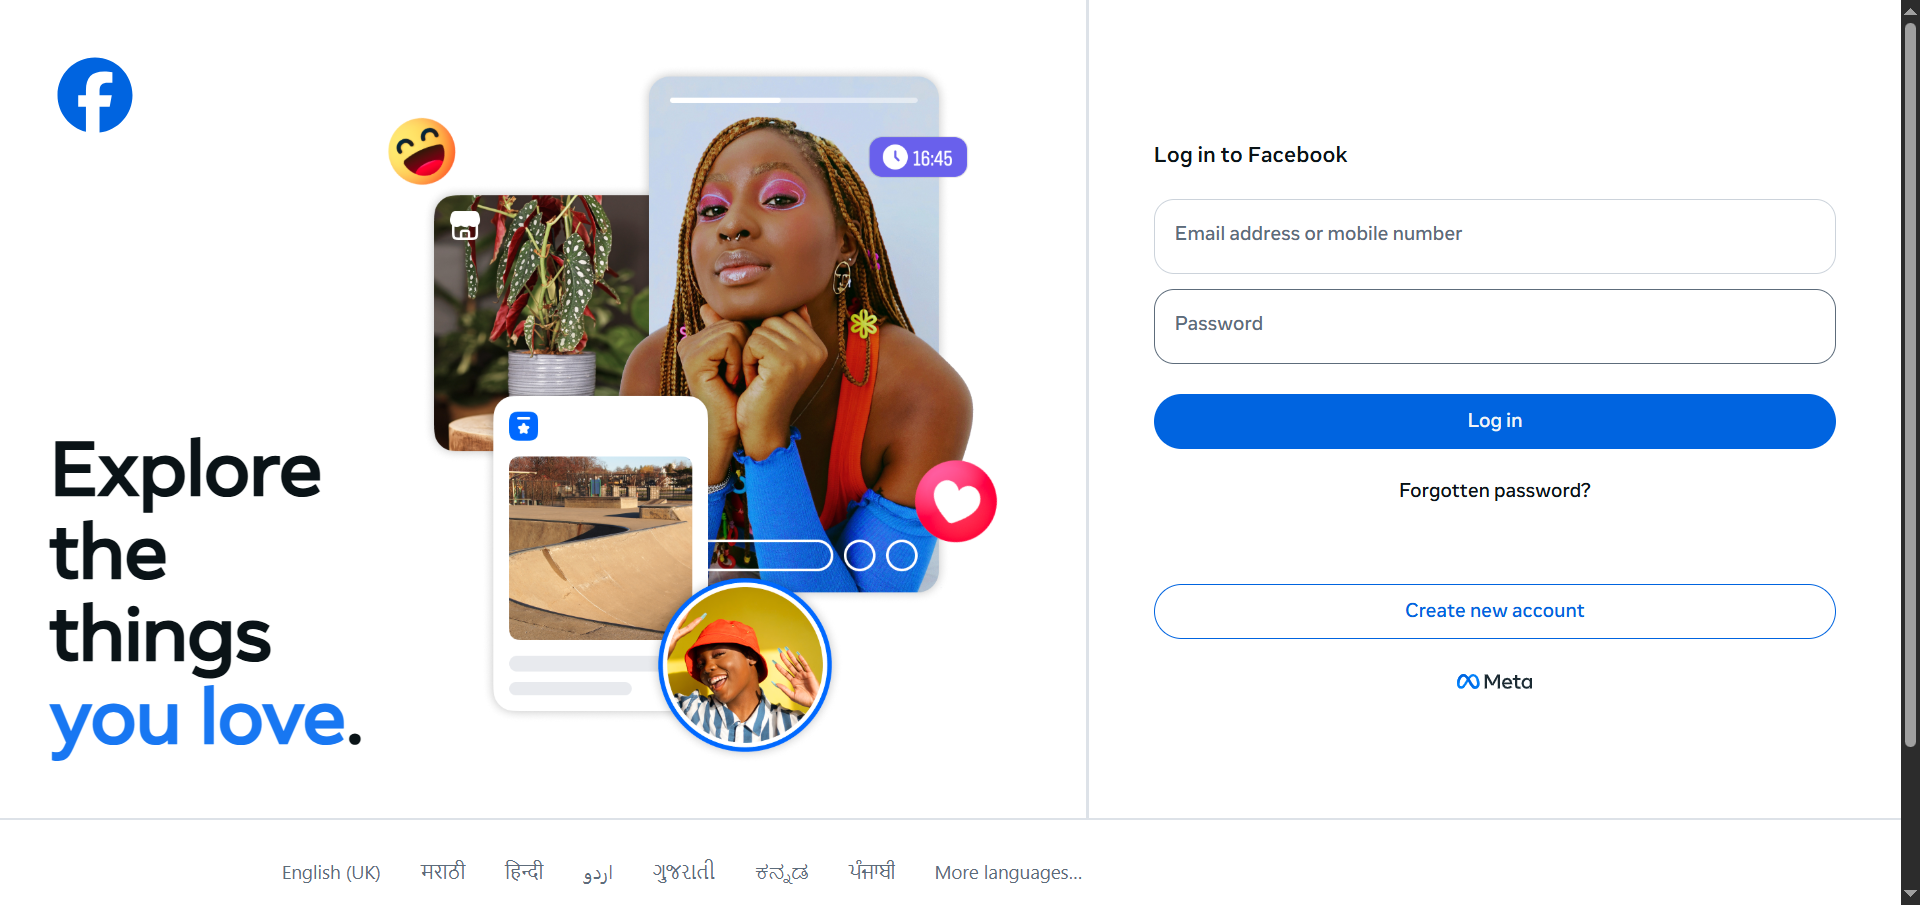 16:45
Explore
the
things
you love.
Log in to Facebook
Email address or mobile number
Password
Log in
Forgotten password?
Create new account
Meta
English (UK) मराठी हिन्दी اردو ગુજરાતી ಕನ್ನಡ ਪੰਜਾਬੀ More languages...